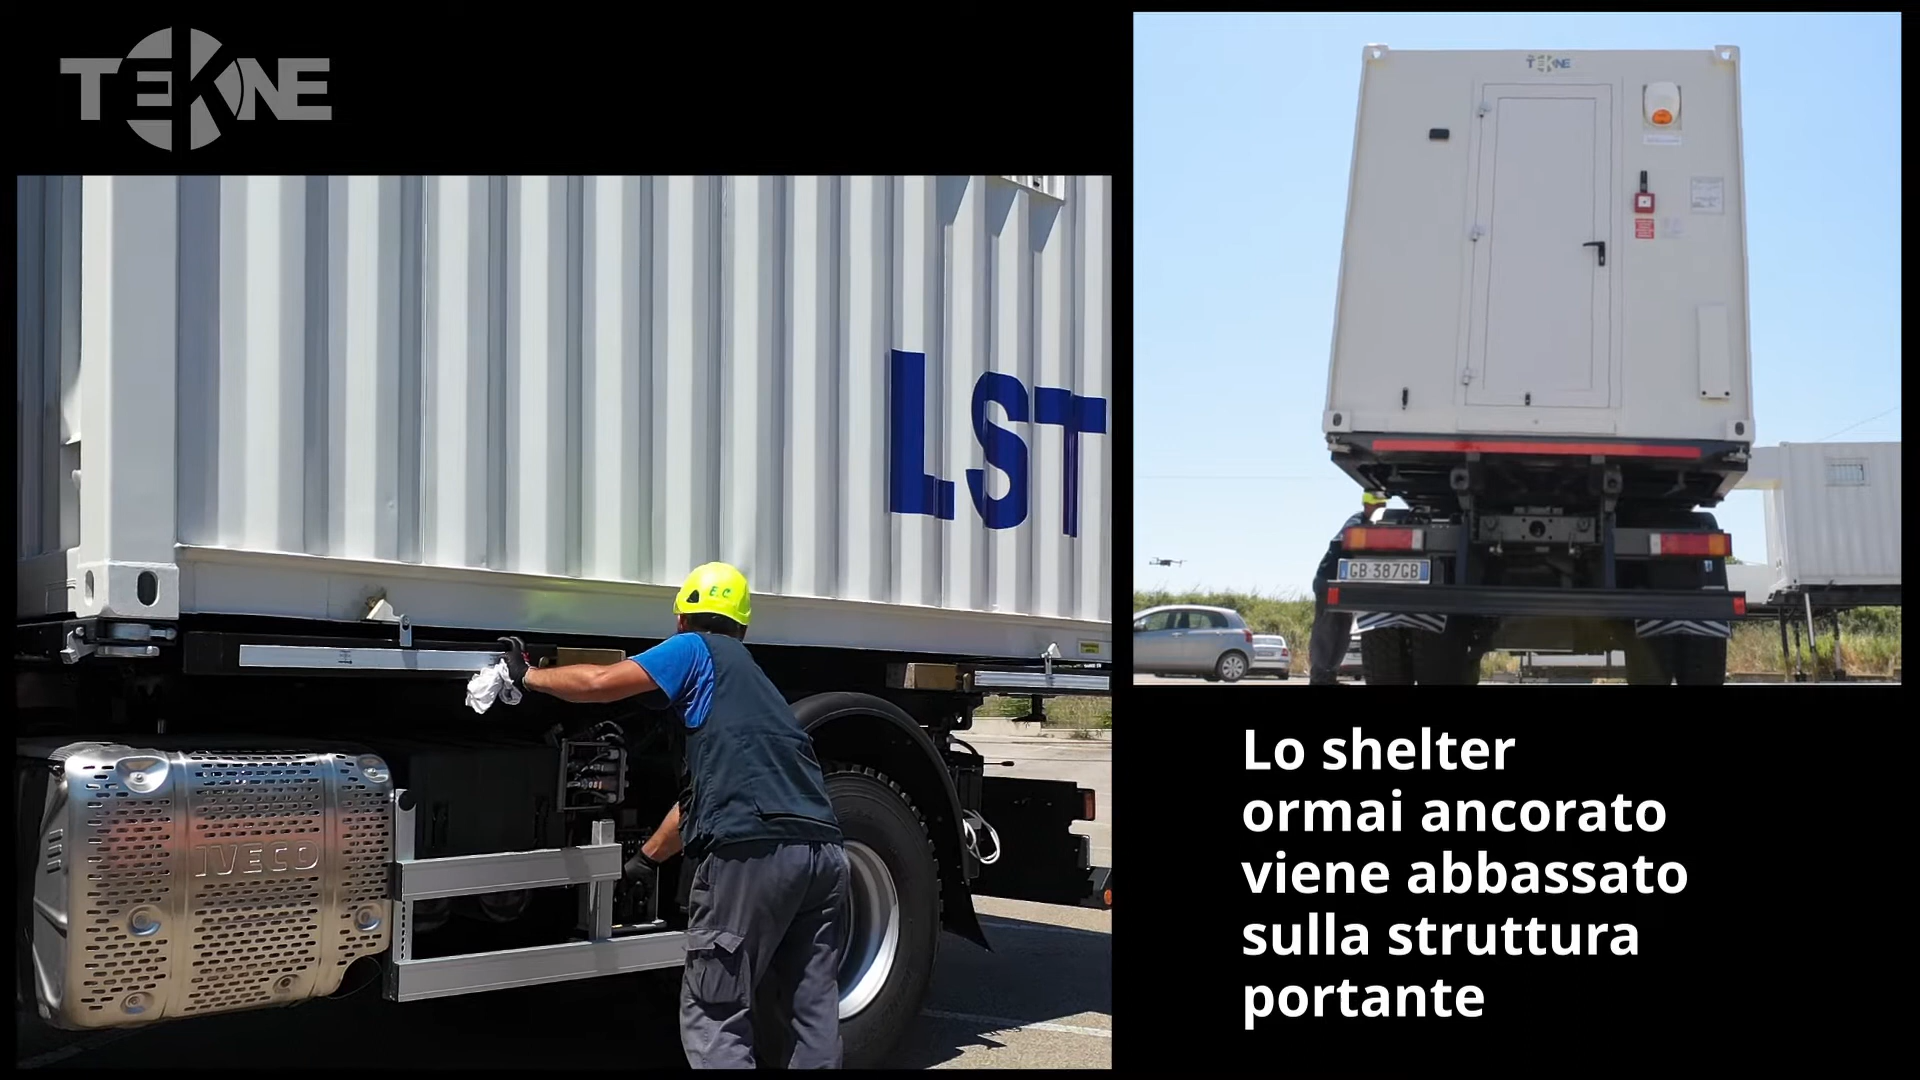 TEKNE
LST
IVECO
E.C
TEKNE
GB 387GB
Lo shelter
ormai ancorato
viene abbassato
sulla struttura
portante